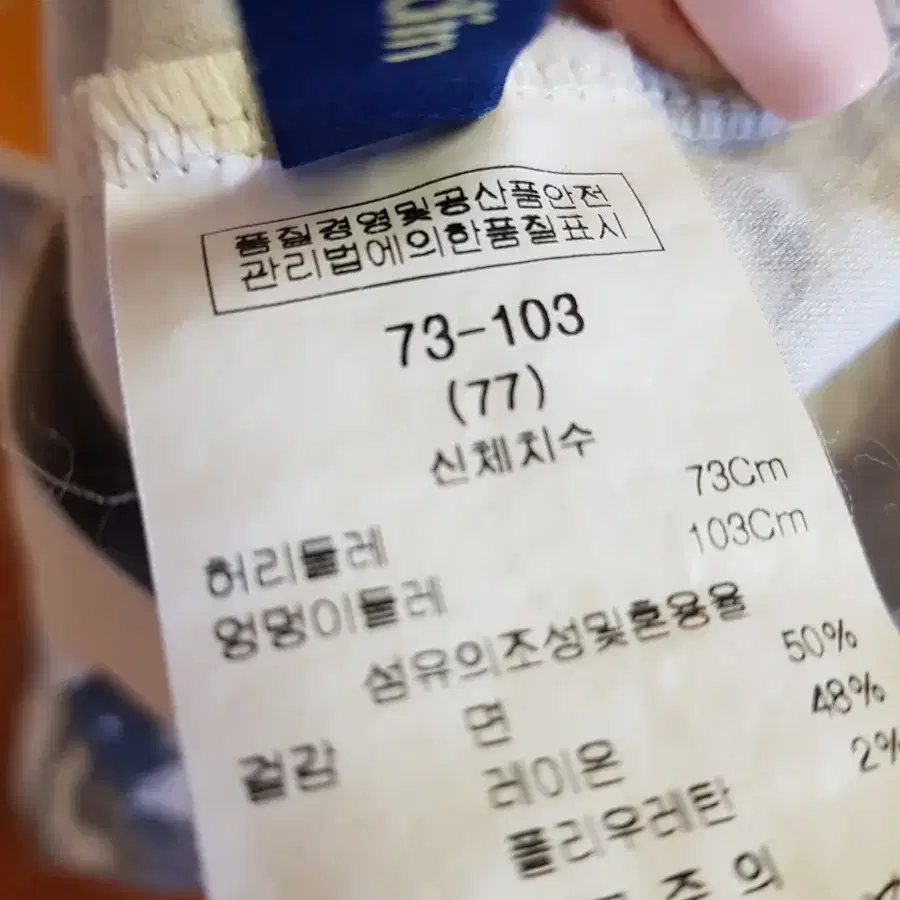 품질경영및공산품안전
관리법에의한품질표시
73-103
(77)
신체치수
허리둘레 73Cm
엉덩이둘레 103Cm
섬유의조성및혼용율
겉감 면 50%
레이온 48%
폴리우레탄 2%
주의